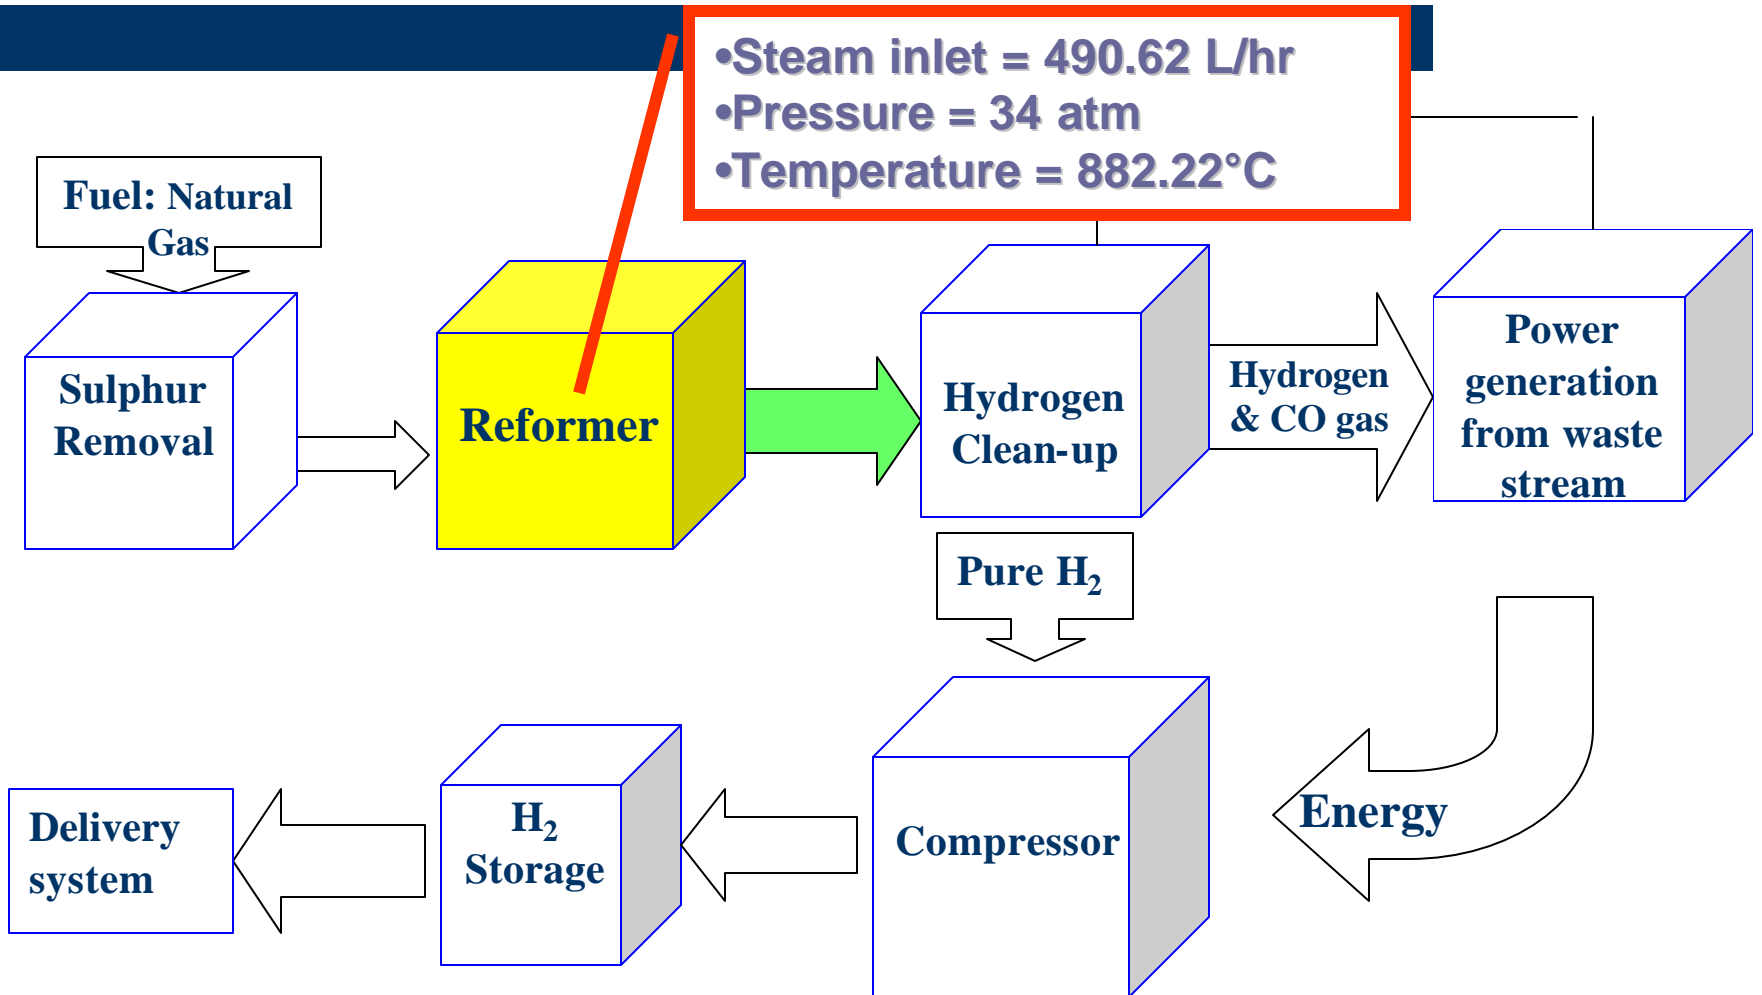 •Steam inlet = 490.62 L/hr
•Pressure = 34 atm
•Temperature = 882.22°C
Fuel: Natural
Gas
Sulphur
Removal
Reformer
Hydrogen
Clean-up
Hydrogen
& CO gas
Power
generation
from waste
stream
Pure H₂
Energy
Compressor
H₂
Storage
Delivery
system